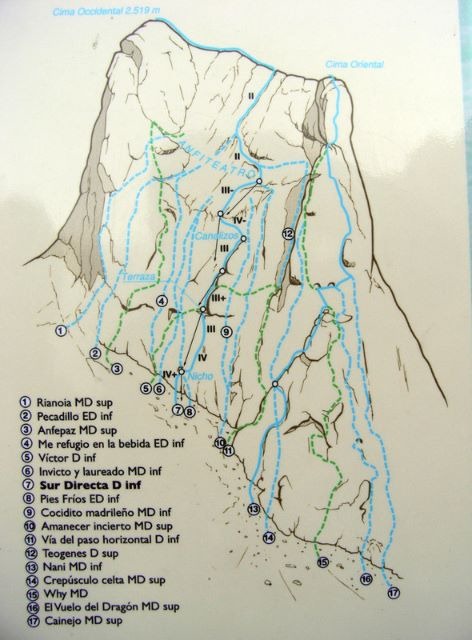 Cima Occidental 2.519 m
Cima Oriental
II
ANFITEATRO
II
III-
IV-
12
Canalizos
III
Terraza
4
III+
1
III
9
IV
2
3
IV+
Nicho
5
6
7
8
10
11
13
14
15
16
17
1 Rianoia MD sup
2 Pecadillo ED inf
3 Anfepaz MD sup
4 Me refugio en la bebida ED inf
5 Víctor D inf
6 Invicto y laureado MD inf
7 Sur Directa D inf
8 Pies Fríos ED inf
9 Cocidito madrileño MD inf
10 Amanecer incierto MD sup
11 Vía del paso horizontal D inf
12 Teogenes D sup
13 Nani MD inf
14 Crepúsculo celta MD sup
15 Why MD
16 El Vuelo del Dragón MD sup
17 Cainejo MD sup